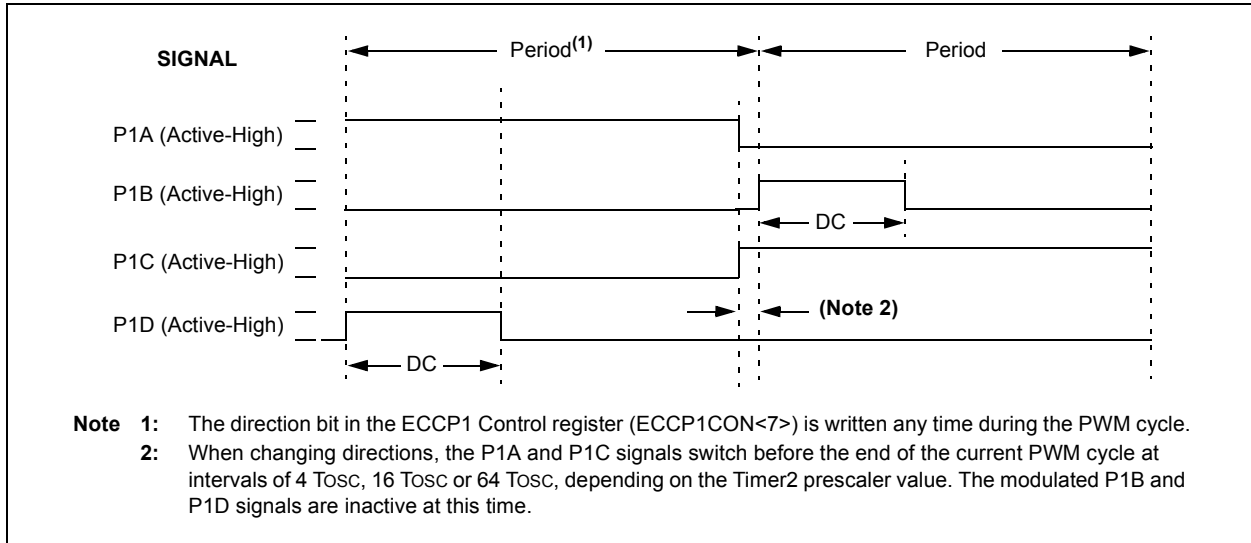 SIGNAL
Period(1)
Period
P1A (Active-High)
P1B (Active-High)
DC
P1C (Active-High)
(Note 2)
P1D (Active-High)
DC
Note 1: The direction bit in the ECCP1 Control register (ECCP1CON<7>) is written any time during the PWM cycle.
2: When changing directions, the P1A and P1C signals switch before the end of the current PWM cycle at
intervals of 4 TOSC, 16 TOSC or 64 TOSC, depending on the Timer2 prescaler value. The modulated P1B and
P1D signals are inactive at this time.